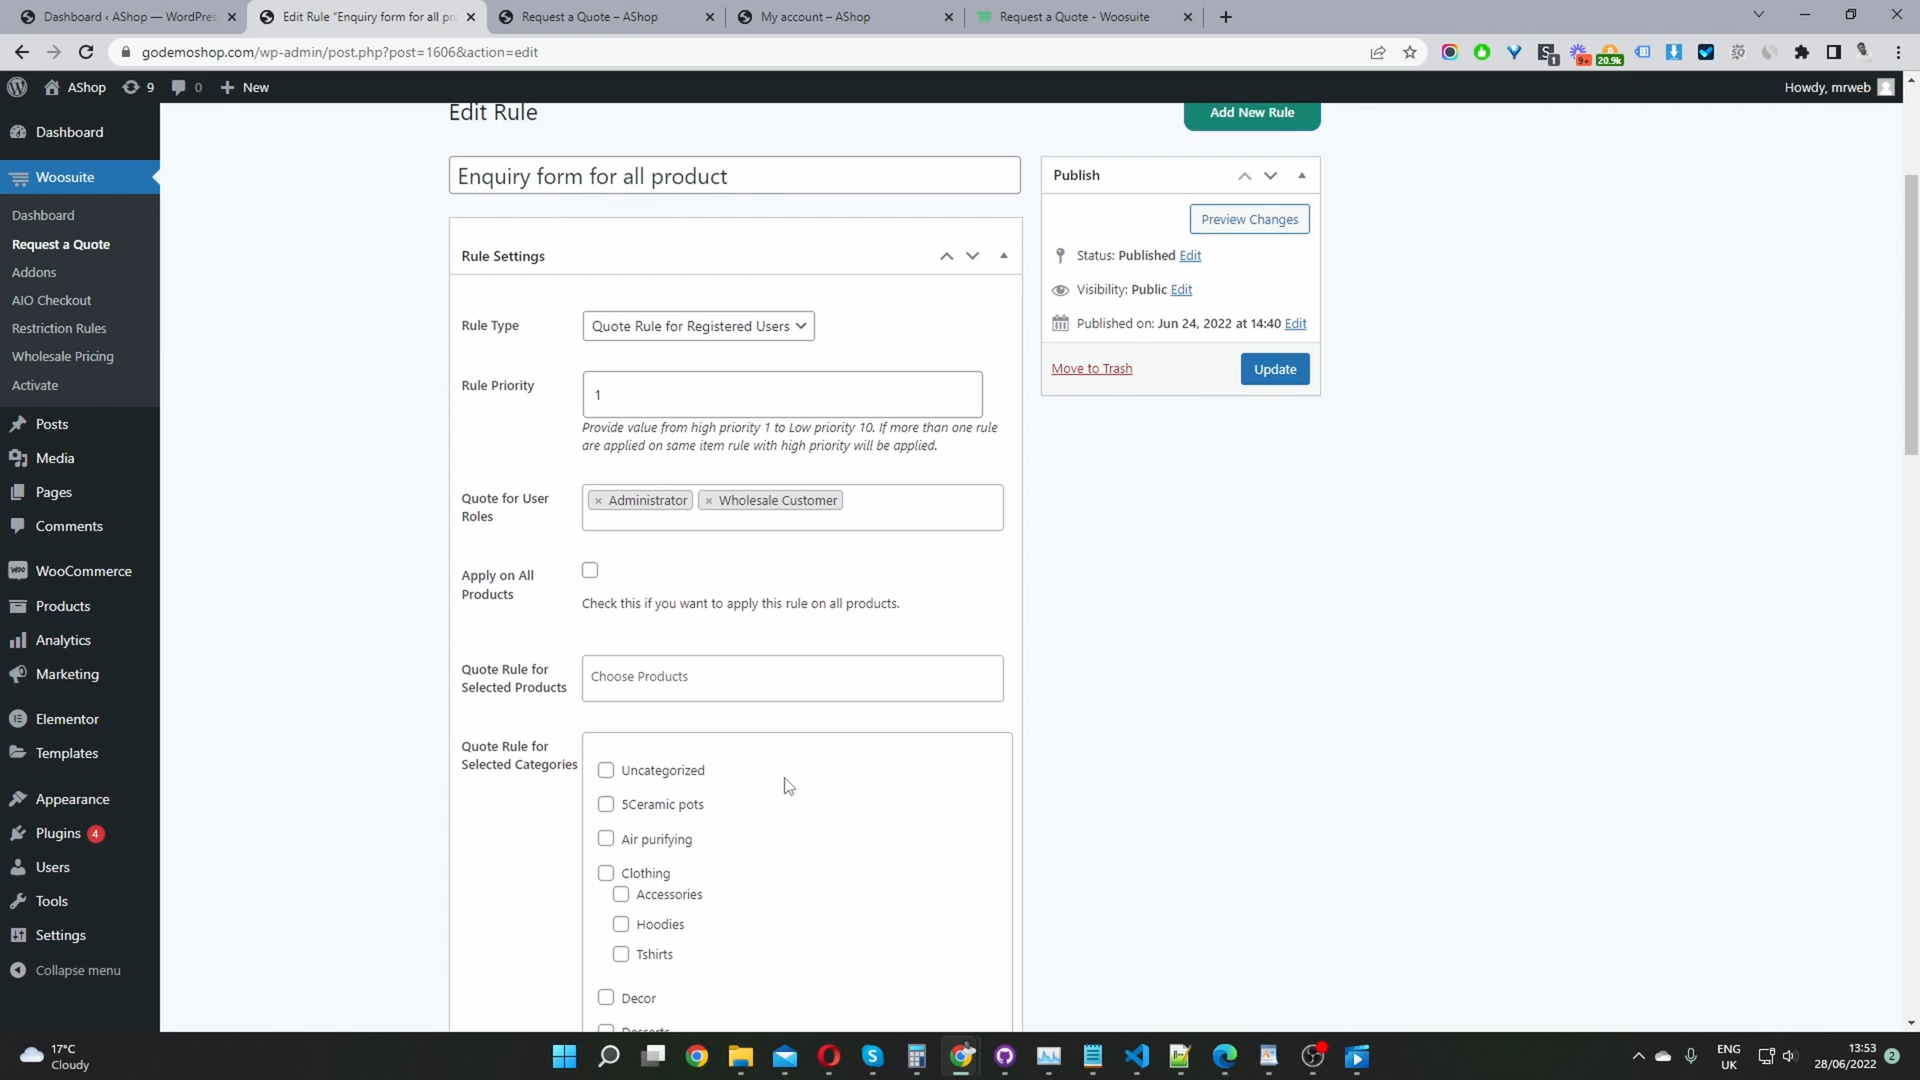 Dashboard ‹ AShop — WordPres
Edit Rule "Enquiry form for all pr
Request a Quote – AShop
My account – AShop
Request a Quote - Woosuite
godemoshop.com/wp-admin/post.php?post=1606&action=edit
1
9+
20.9k
AShop
9
0
New
Howdy, mrweb
Dashboard
Woosuite
Dashboard
Request a Quote
Addons
AIO Checkout
Restriction Rules
Wholesale Pricing
Activate
Posts
Media
Pages
Comments
WooCommerce
Products
Analytics
Marketing
Elementor
Templates
Appearance
Plugins 4
Users
Tools
Settings
Collapse menu
Edit Rule
Add New Rule
Enquiry form for all product
Rule Settings
Rule Type
Quote Rule for Registered Users
Rule Priority
1
Provide value from high priority 1 to Low priority 10. If more than one rule
are applied on same item rule with high priority will be applied.
Quote for User
Roles
× Administrator × Wholesale Customer
Apply on All
Products
Check this if you want to apply this rule on all products.
Quote Rule for
Selected Products
Choose Products
Quote Rule for
Selected Categories
Uncategorized
5Ceramic pots
Air purifying
Clothing
Accessories
Hoodies
Tshirts
Decor
Desserts
Publish
Preview Changes
Status: Published Edit
Visibility: Public Edit
Published on: Jun 24, 2022 at 14:40 Edit
Move to Trash
Update
17°C
Cloudy
ENG
UK
13:53
28/06/2022
2